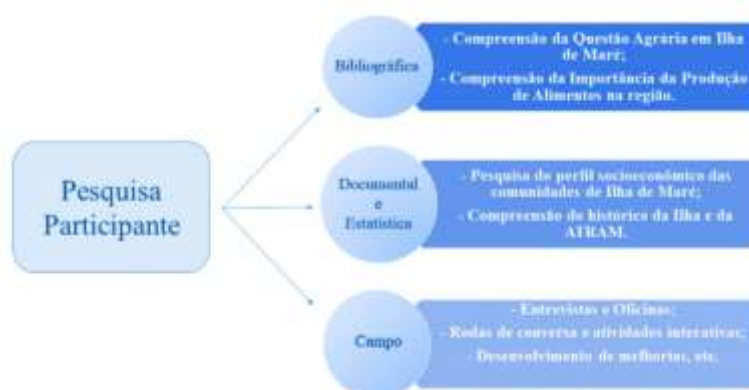 Pesquisa
Participante
Bibliográfica
- Compreensão da Questão Agrária em Ilha
de Maré;
- Compreensão da Importância da Produção
de Alimentos na região.
Documental
e
Estatística
- Pesquisa de perfil socioeconômico das
comunidades de Ilha de Maré;
- Compreensão do histórico da Ilha e da
ATRAM.
Campo
- Entrevistas e Oficinas;
- Rodas de conversa e atividades interativas;
- Desenvolvimento de melhorias, etc.